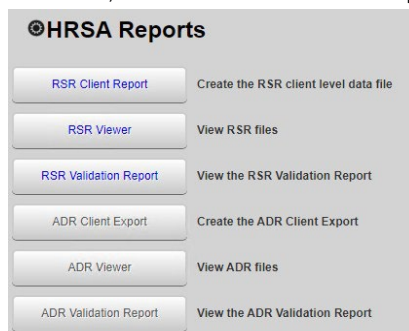 HRSA Reports
RSR Client Report Create the RSR client level data file
RSR Viewer View RSR files
RSR Validation Report View the RSR Validation Report
ADR Client Export Create the ADR Client Export
ADR Viewer View ADR files
ADR Validation Report View the ADR Validation Report